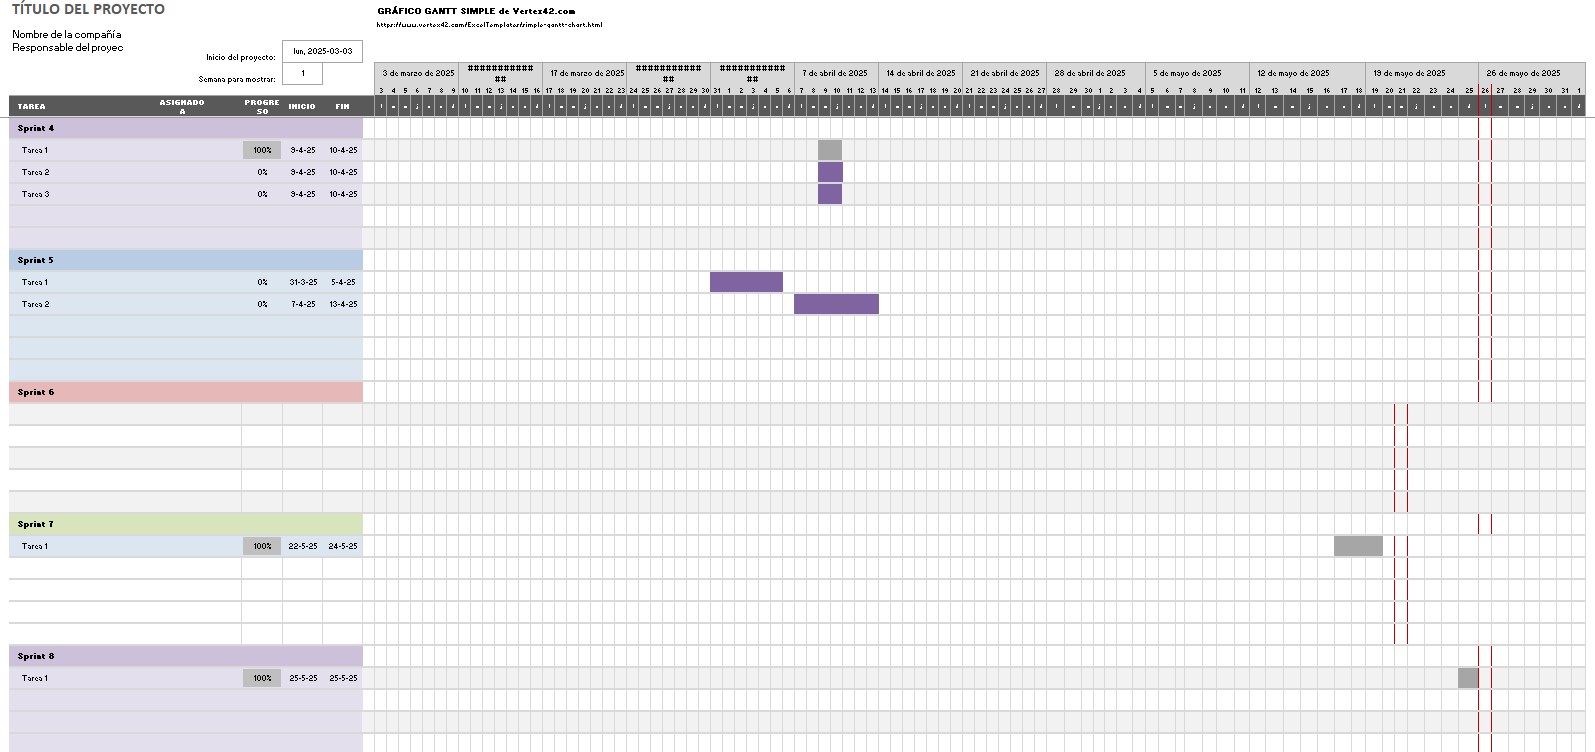 TÍTULO DEL PROYECTO
GRÁFICO GANTT SIMPLE de Vertex42.com
https://www.vertex42.com/ExcelTemplates/simple-gantt-chart.html
Nombre de la compañía
Responsable del proyec
Inicio del proyecto: lun, 2025-03-03
Semana para mostrar: 1
3 de marzo de 2025 ########### ## 17 de marzo de 2025 ########### ## ########### ## 7 de abril de 2025 14 de abril de 2025 21 de abril de 2025 28 de abril de 2025 5 de mayo de 2025 12 de mayo de 2025 19 de mayo de 2025 26 de mayo de 2025
3 4 5 6 7 8 9 10 11 12 13 14 15 16 17 18 19 20 21 22 23 24 25 26 27 28 29 30 31 1 2 3 4 5 6 7 8 9 10 11 12 13 14 15 16 17 18 19 20 21 22 23 24 25 26 27 28 29 30 1 2 3 4 5 6 7 8 9 10 11 12 13 14 15 16 17 18 19 20 21 22 23 24 25 26 27 28 29 30 31 1
TAREA ASIGNADO A PROGRESO INICIO FIN
Sprint 4
Tarea 1 100% 9-4-25 10-4-25
Tarea 2 0% 9-4-25 10-4-25
Tarea 3 0% 9-4-25 10-4-25
Sprint 5
Tarea 1 0% 31-3-25 5-4-25
Tarea 2 0% 7-4-25 13-4-25
Sprint 6
Sprint 7
Tarea 1 100% 22-5-25 24-5-25
Sprint 8
Tarea 1 100% 25-5-25 25-5-25